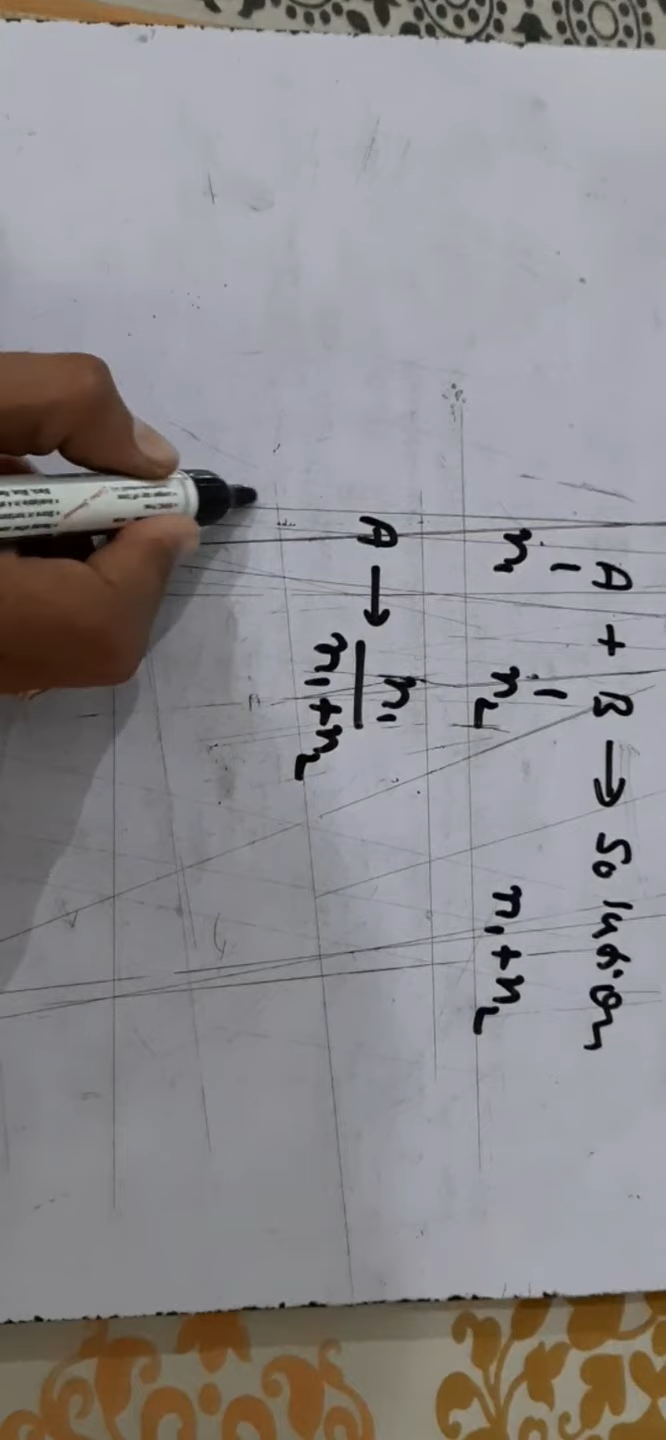 A + B → Solution
n₁ n₂ n₁+n₂
A → n₁/n₁+n₂